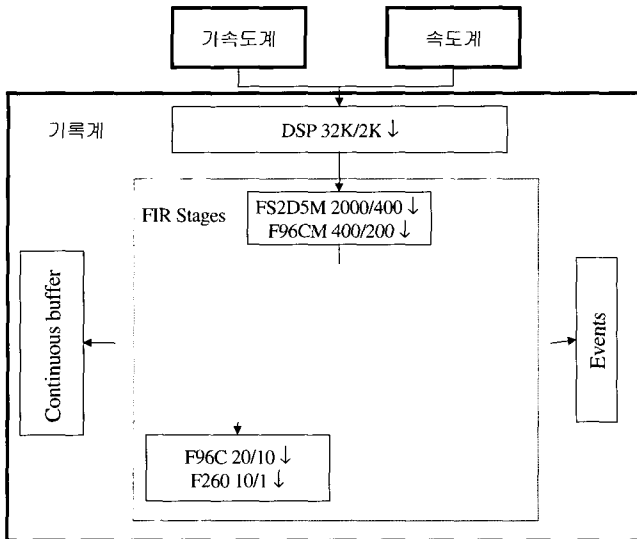 가속도계
속도계
기록계
DSP 32K/2K ↓
FIR Stages
FS2D5M 2000/400 ↓
F96CM 400/200 ↓
Continuous buffer
Events
F96C 20/10 ↓
F260 10/1 ↓